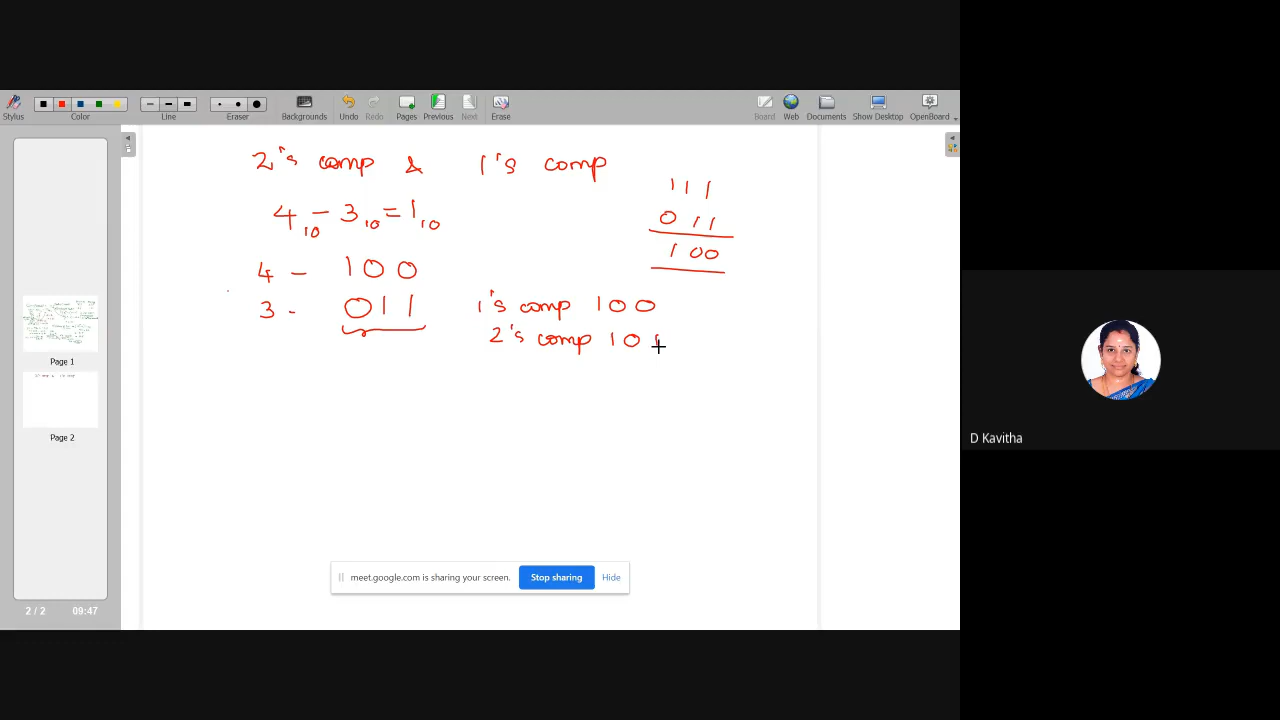 Stylus
Color
Line
Eraser
Backgrounds
Undo
Redo
Pages
Previous
Next
Erase
Board
Web
Documents
Show Desktop
OpenBoard
2's comp & 1's comp
4₁₀ - 3₁₀ = 1₁₀
4 - 100
3 - 011
1's comp 100
2's comp 101
111
011
100
Page 1
Page 2
2 / 2 09:47
meet.google.com is sharing your screen. Stop sharing Hide
D Kavitha